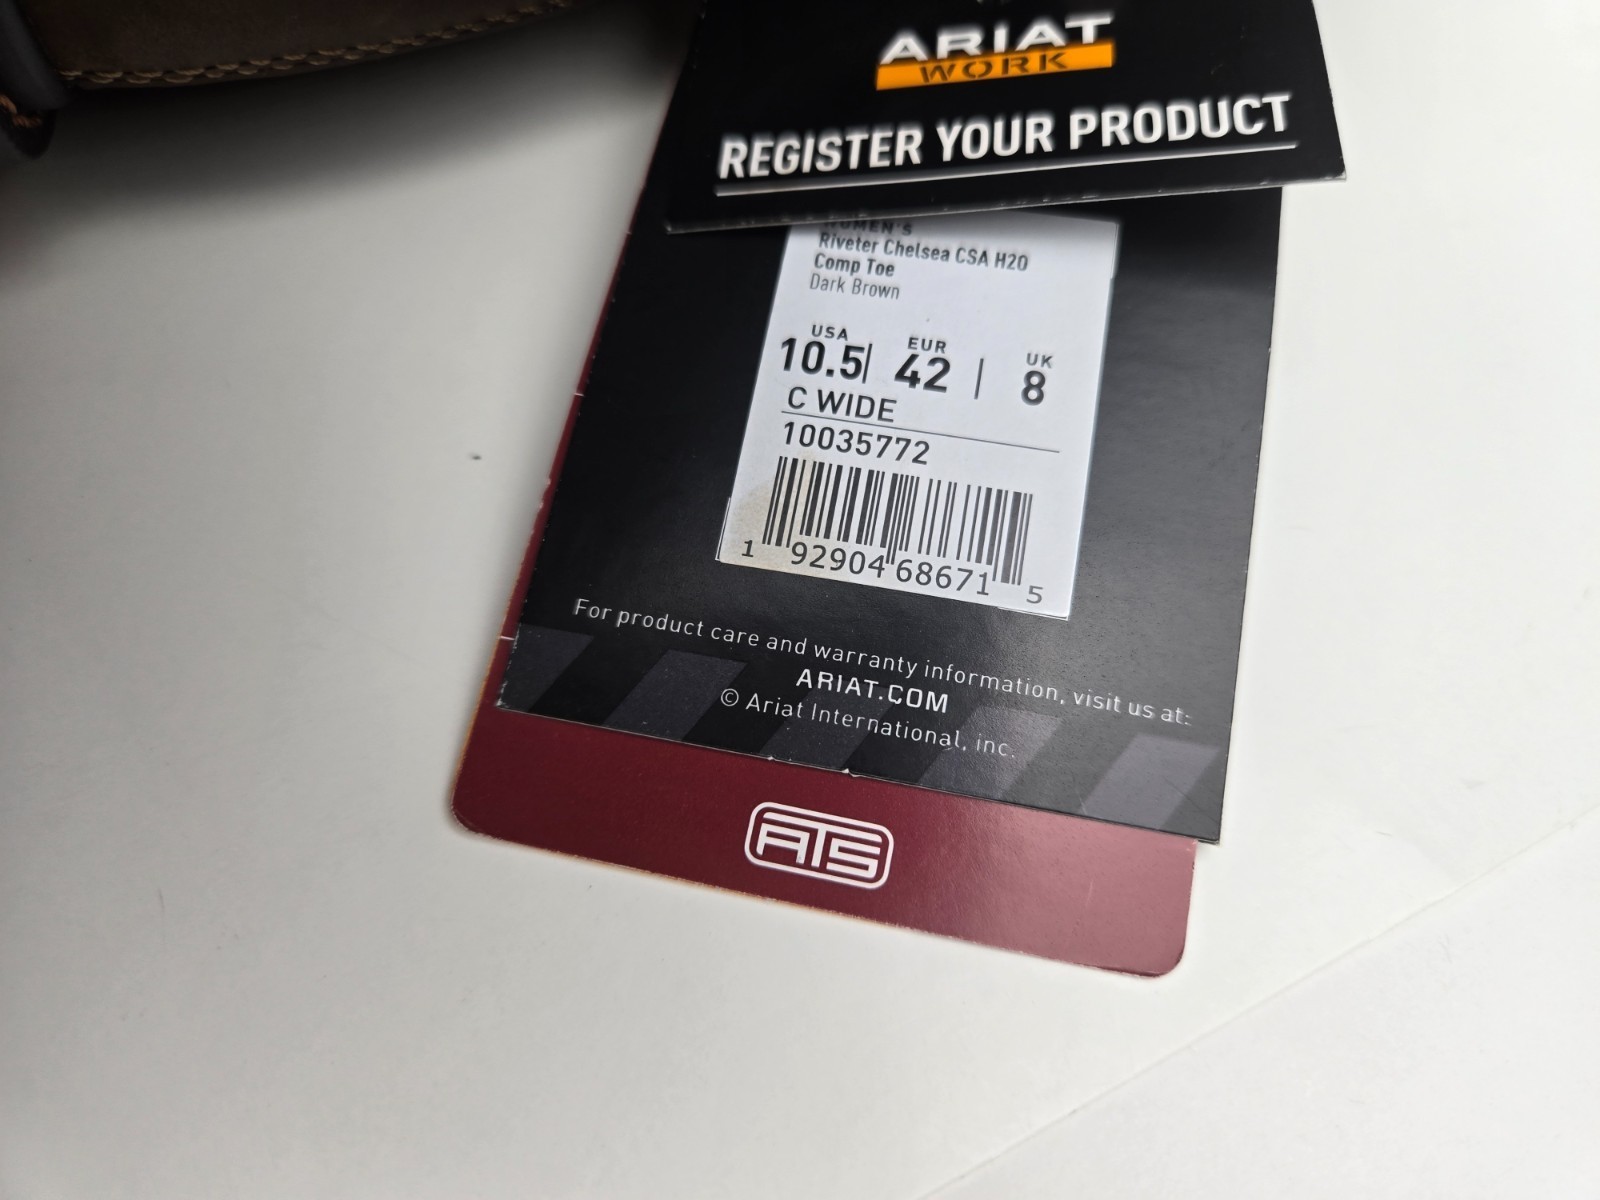 ARIAT
WORK
REGISTER YOUR PRODUCT
WOMEN'S
Riveter Chelsea CSA H2O
Comp Toe
Dark Brown
USA EUR UK
10.5| 42 | 8
C WIDE
10035772
1 92904 68671 5
For product care and warranty information, visit us at:
ARIAT.COM
© Ariat International, inc.
ATS